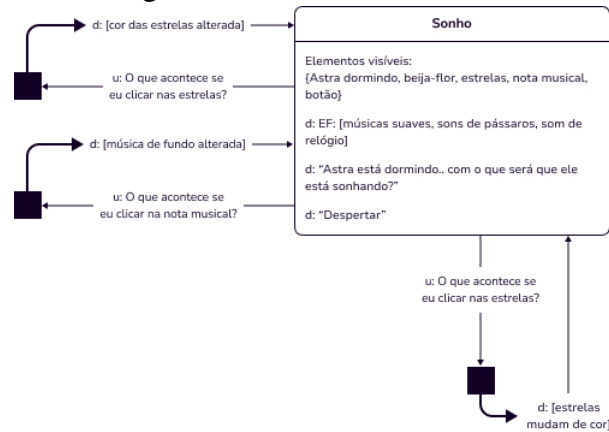 Sonho
Elementos visíveis:
{Astra dormindo, beija-flor, estrelas, nota musical,
botão}
d: EF: [músicas suaves, sons de pássaros, som de
relógio]
d: “Astra está dormindo.. com o que será que ele
está sonhando?”
d: “Despertar”
d: [cor das estrelas alterada]
u: O que acontece se
eu clicar nas estrelas?
d: [música de fundo alterada]
u: O que acontece se
eu clicar na nota musical?
u: O que acontece se
eu clicar nas estrelas?
d: [estrelas
mudam de cor]